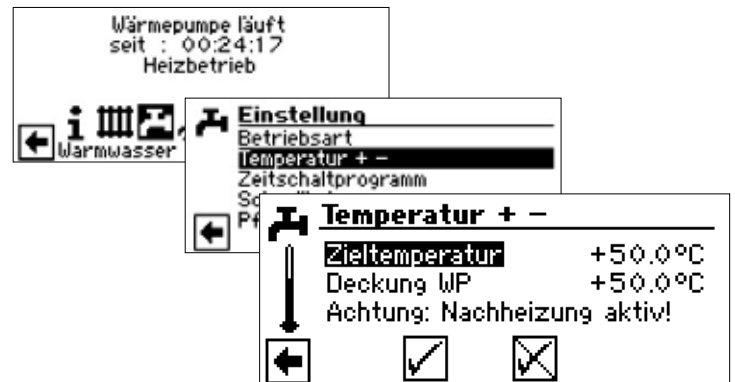 Wärmepumpe läuft
seit : 00:24:17
Heizbetrieb
i
Warmwasser
Einstellung
Betriebsart
Temperatur + −
Zeitschaltprogramm
Temperatur + −
Zieltemperatur +50.0°C
Deckung WP +50.0°C
Achtung: Nachheizung aktiv!